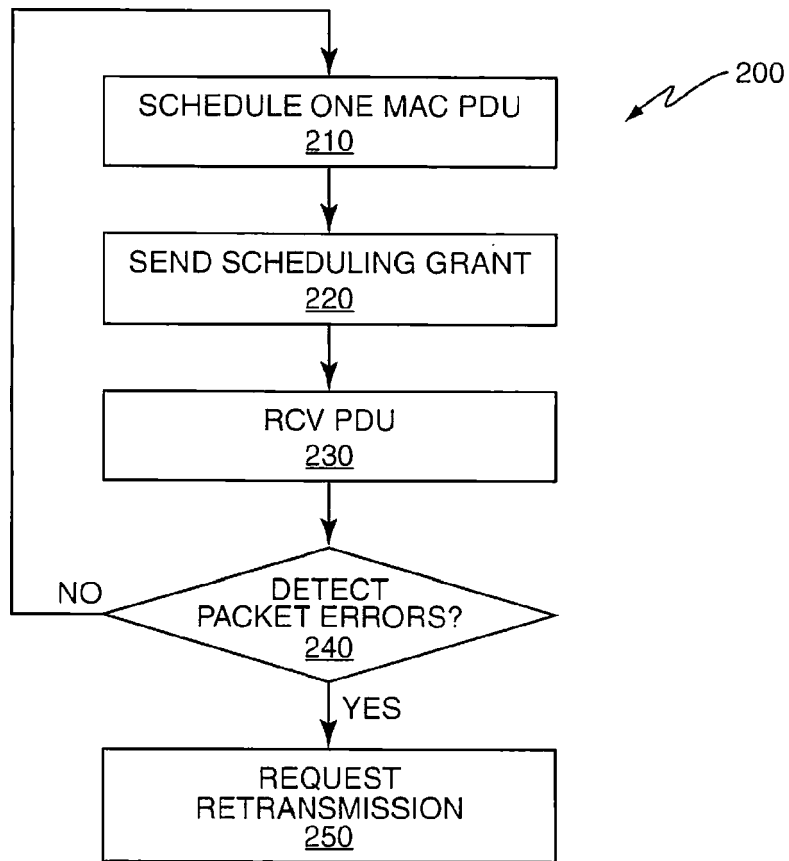 200
SCHEDULE ONE MAC PDU
210
SEND SCHEDULING GRANT
220
RCV PDU
230
DETECT
PACKET ERRORS?
240
NO
YES
REQUEST
RETRANSMISSION
250